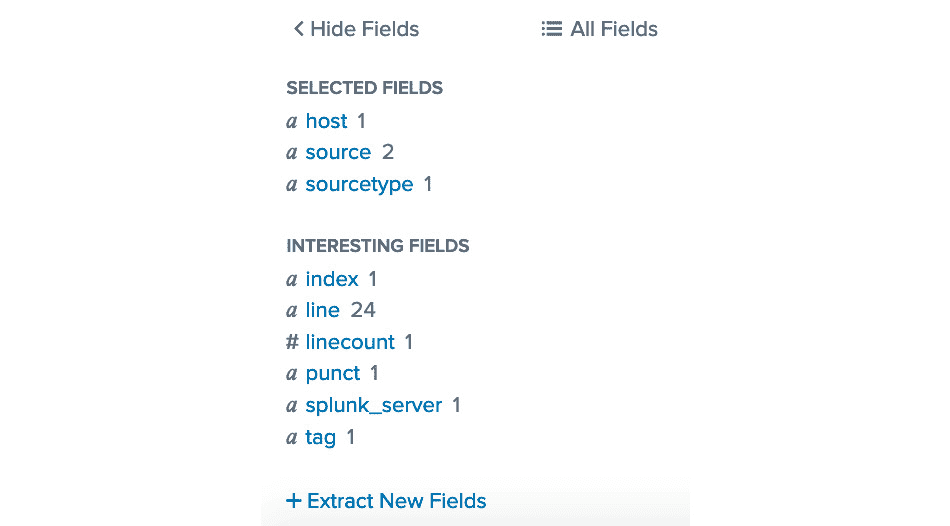 Hide Fields All Fields
SELECTED FIELDS
a host 1
a source 2
a sourcetype 1
INTERESTING FIELDS
a index 1
a line 24
# linecount 1
a punct 1
a splunk_server 1
a tag 1
+ Extract New Fields